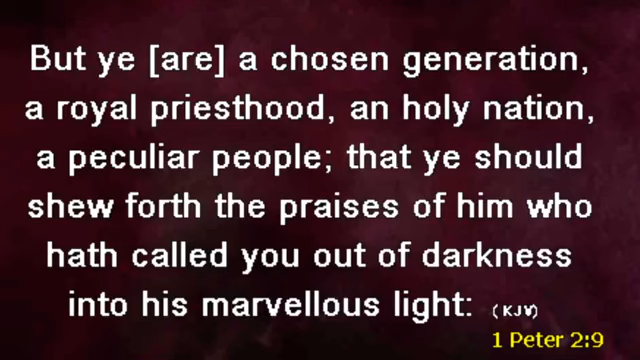 But ye [are] a chosen generation,
a royal priesthood, an holy nation,
a peculiar people; that ye should
shew forth the praises of him who
hath called you out of darkness
into his marvellous light: (KJV)
1 Peter 2:9